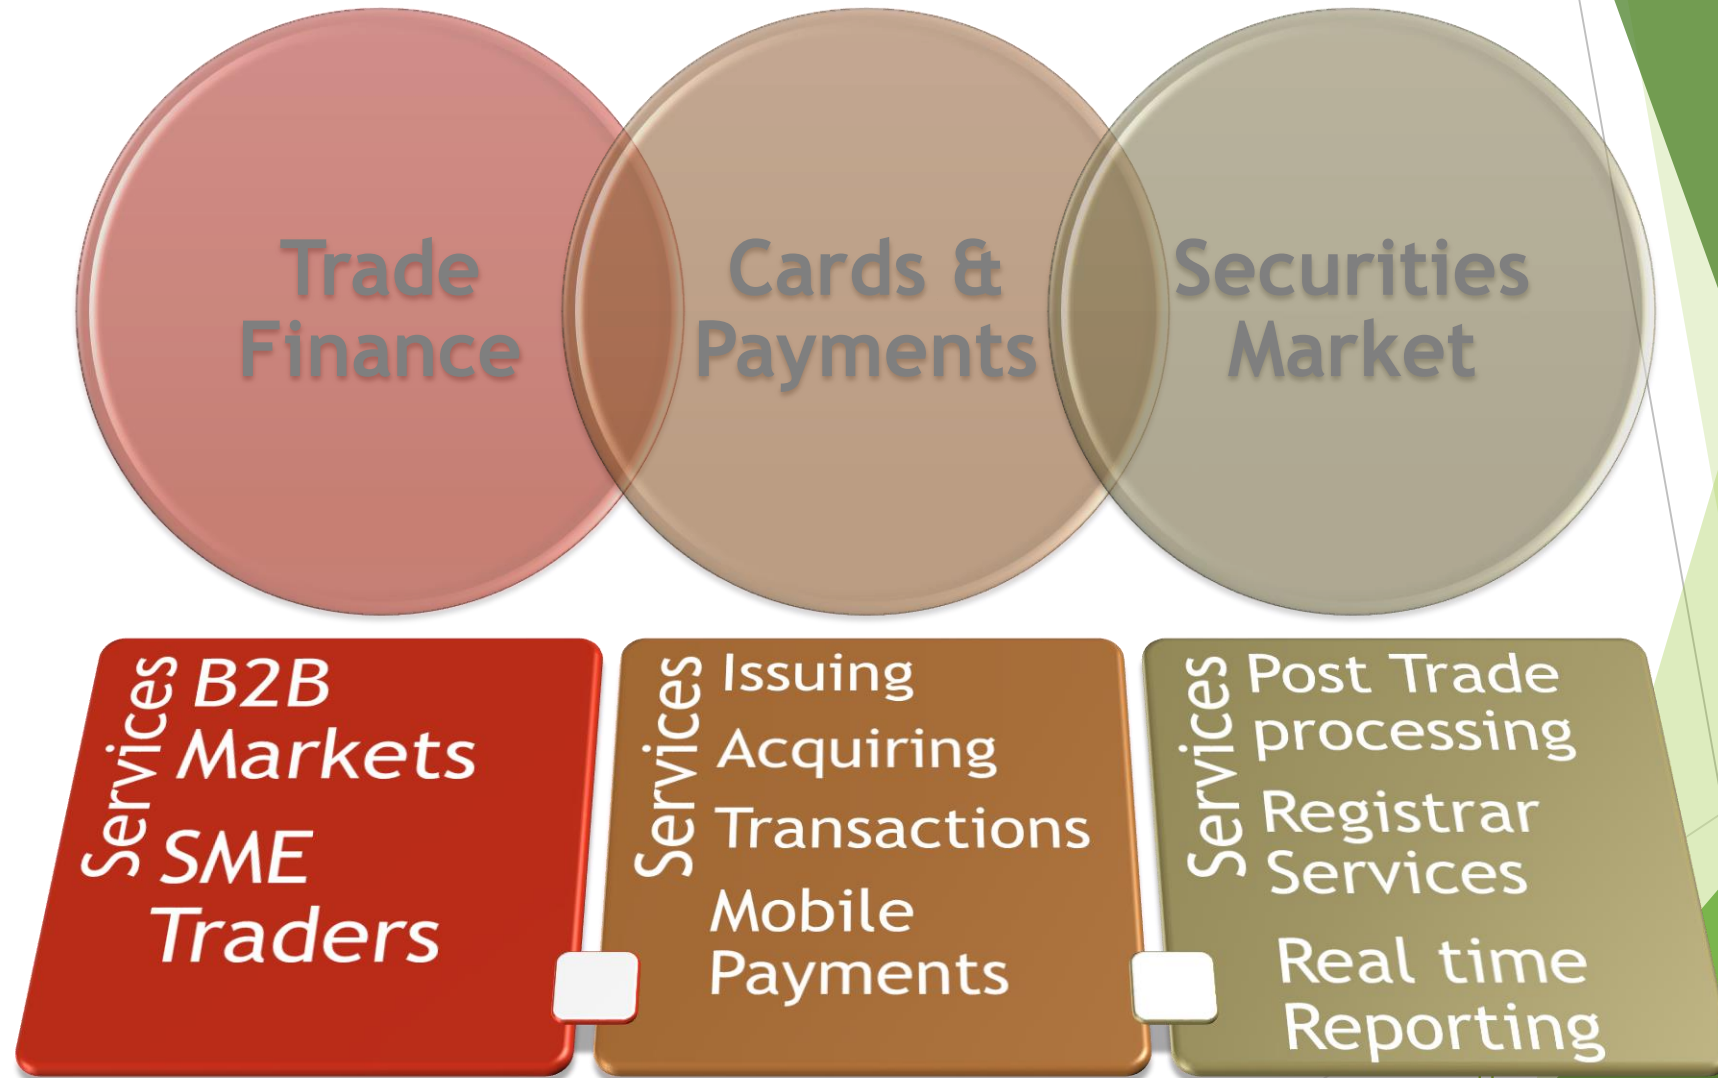 Trade
Finance
Cards &
Payments
Securities
Market
Services
B2B
Markets
SME
Traders
Services
Issuing
Acquiring
Transactions
Mobile
Payments
Services
Post Trade
processing
Registrar
Services
Real time
Reporting